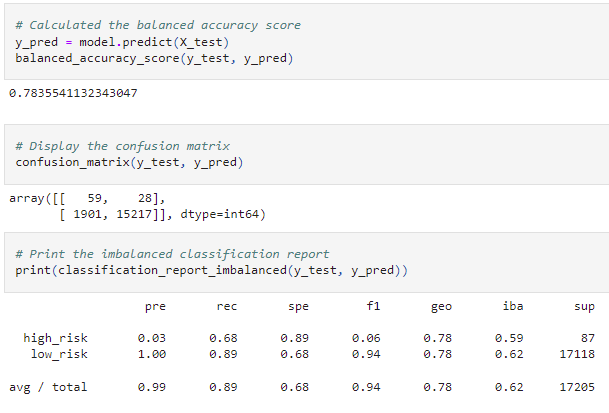 # Calculated the balanced accuracy score
y_pred = model.predict(X_test)
balanced_accuracy_score(y_test, y_pred)
0.7835541132343047
# Display the confusion matrix
confusion_matrix(y_test, y_pred)
array([[   59,    28],
       [ 1901, 15217]], dtype=int64)
# Print the imbalanced classification report
print(classification_report_imbalanced(y_test, y_pred))
                   pre       rec       spe        f1       geo       iba       sup
  high_risk       0.03      0.68      0.89      0.06      0.78      0.59        87
   low_risk       1.00      0.89      0.68      0.94      0.78      0.62     17118
avg / total       0.99      0.89      0.68      0.94      0.78      0.62     17205